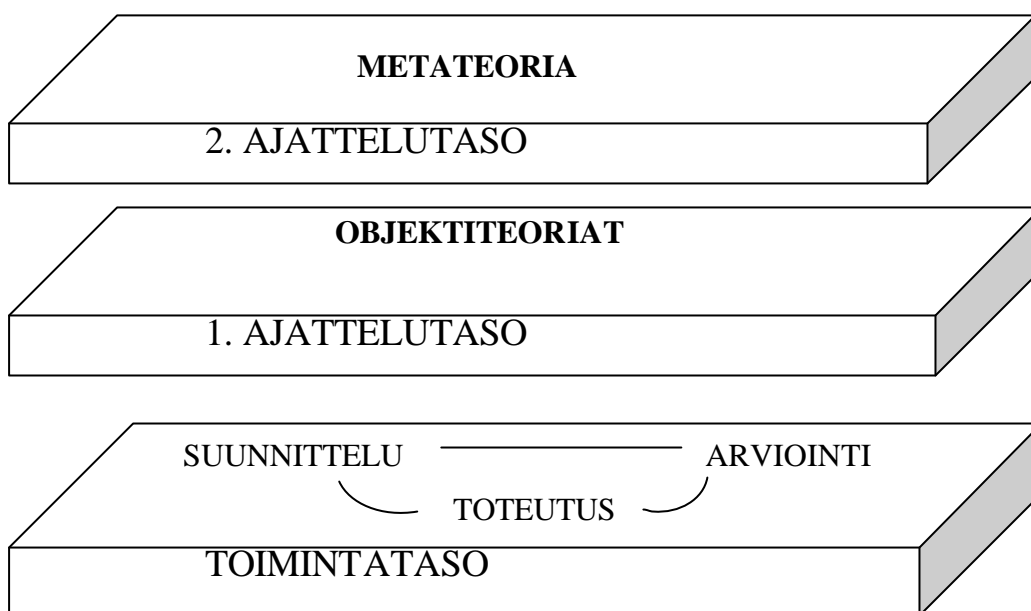 METATEORIA
2. AJATTELUTASO
OBJEKTITEORIAT
1. AJATTELUTASO
SUUNNITTELU ARVIOINTI
TOTEUTUS
TOIMINTATASO